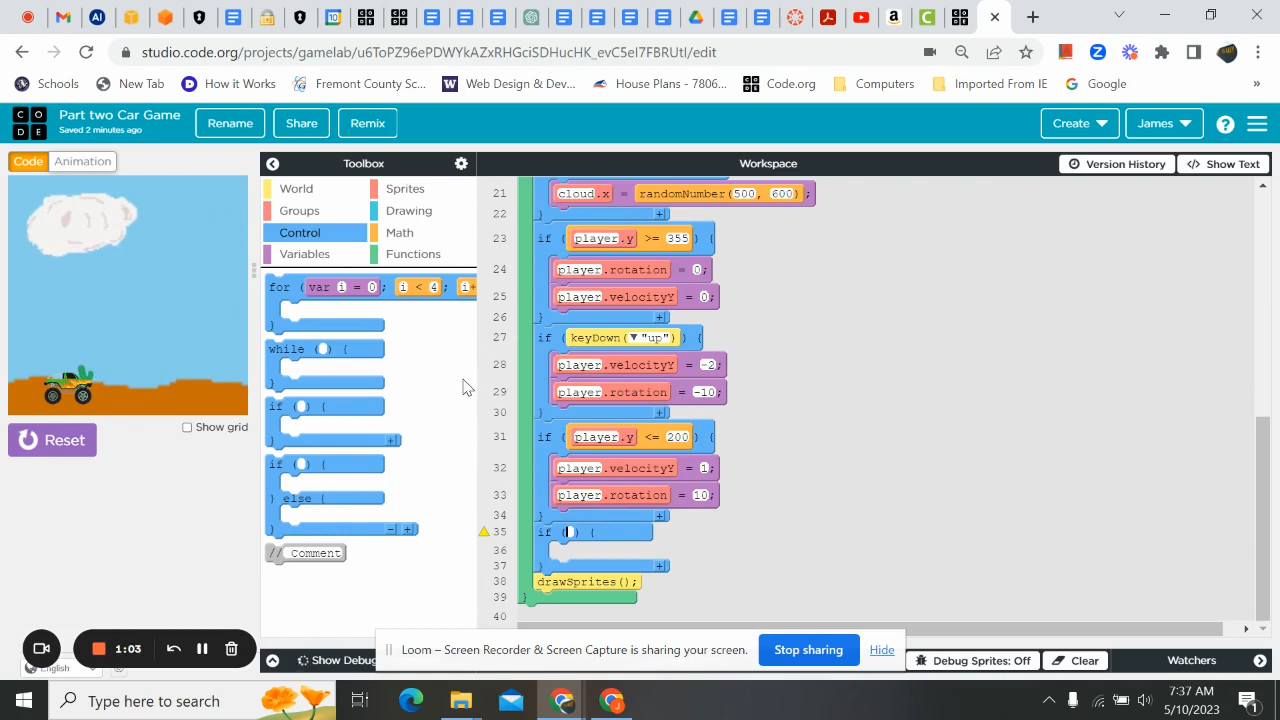 studio.code.org/projects/gamelab/u6ToPZ96ePDWYkAZxRHGciSDHucHK_evC5el7FBRUtI/edit
Schools
New Tab
How it Works
Fremont County Sc...
Web Design & Dev...
House Plans - 7806...
Code.org
Computers
Imported From IE
Google
»
CO
DE
Part two Car Game
Saved 2 minutes ago
Rename
Share
Remix
Create
James
Code
Animation
Toolbox
Workspace
Version History
</> Show Text
World
Sprites
Groups
Drawing
Control
Math
Variables
Functions
for ( var i = 0 ; i < 4 ; i+
}
while ( ) {
}
if ( ) {
}
if ( ) {
} else {
}
// Comment
Show grid
Reset
21 cloud.x = randomNumber(500, 600);
22 }
23 if ( player.y >= 355 ) {
24 player.rotation = 0;
25 player.velocityY = 0;
26 }
27 if ( keyDown( "up") ) {
28 player.velocityY = -2;
29 player.rotation = -10;
30 }
31 if ( player.y <= 200 ) {
32 player.velocityY = 1;
33 player.rotation = 10;
34 }
35 if ( ) {
36
37 }
38 drawSprites();
39 }
40
1:03
English
Loom – Screen Recorder & Screen Capture is sharing your screen.
Stop sharing
Hide
Show Debu
Debug Sprites: Off
Clear
Watchers
Type here to search
7:37 AM
5/10/2023
1